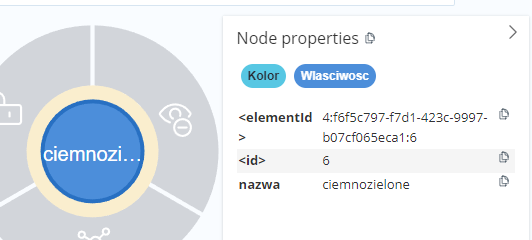 Node properties
Kolor Wlasciwosc
<elementId 4:f6f5c797-f7d1-423c-9997-
> b07cf065eca1:6
<id> 6
nazwa ciemnozielone
ciemnozi...